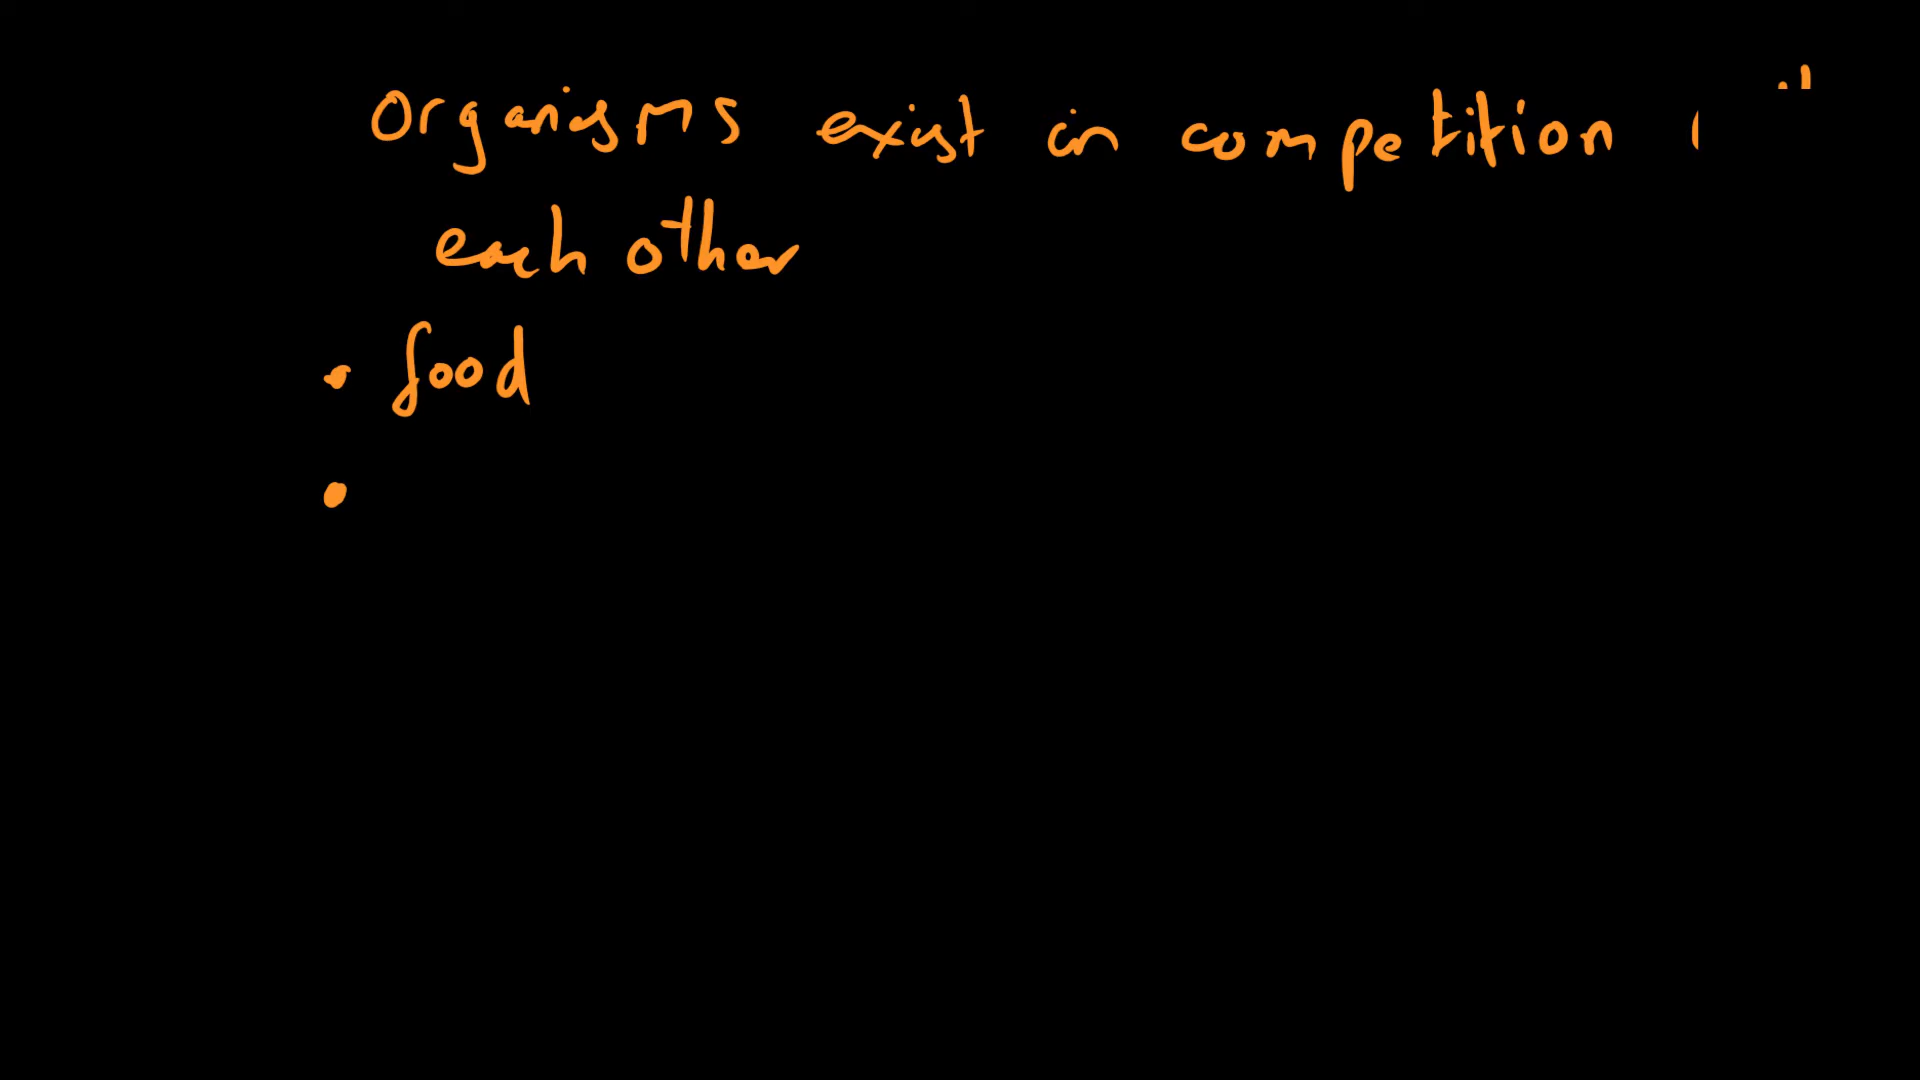 Organisms exist in competition
each other
• food
•